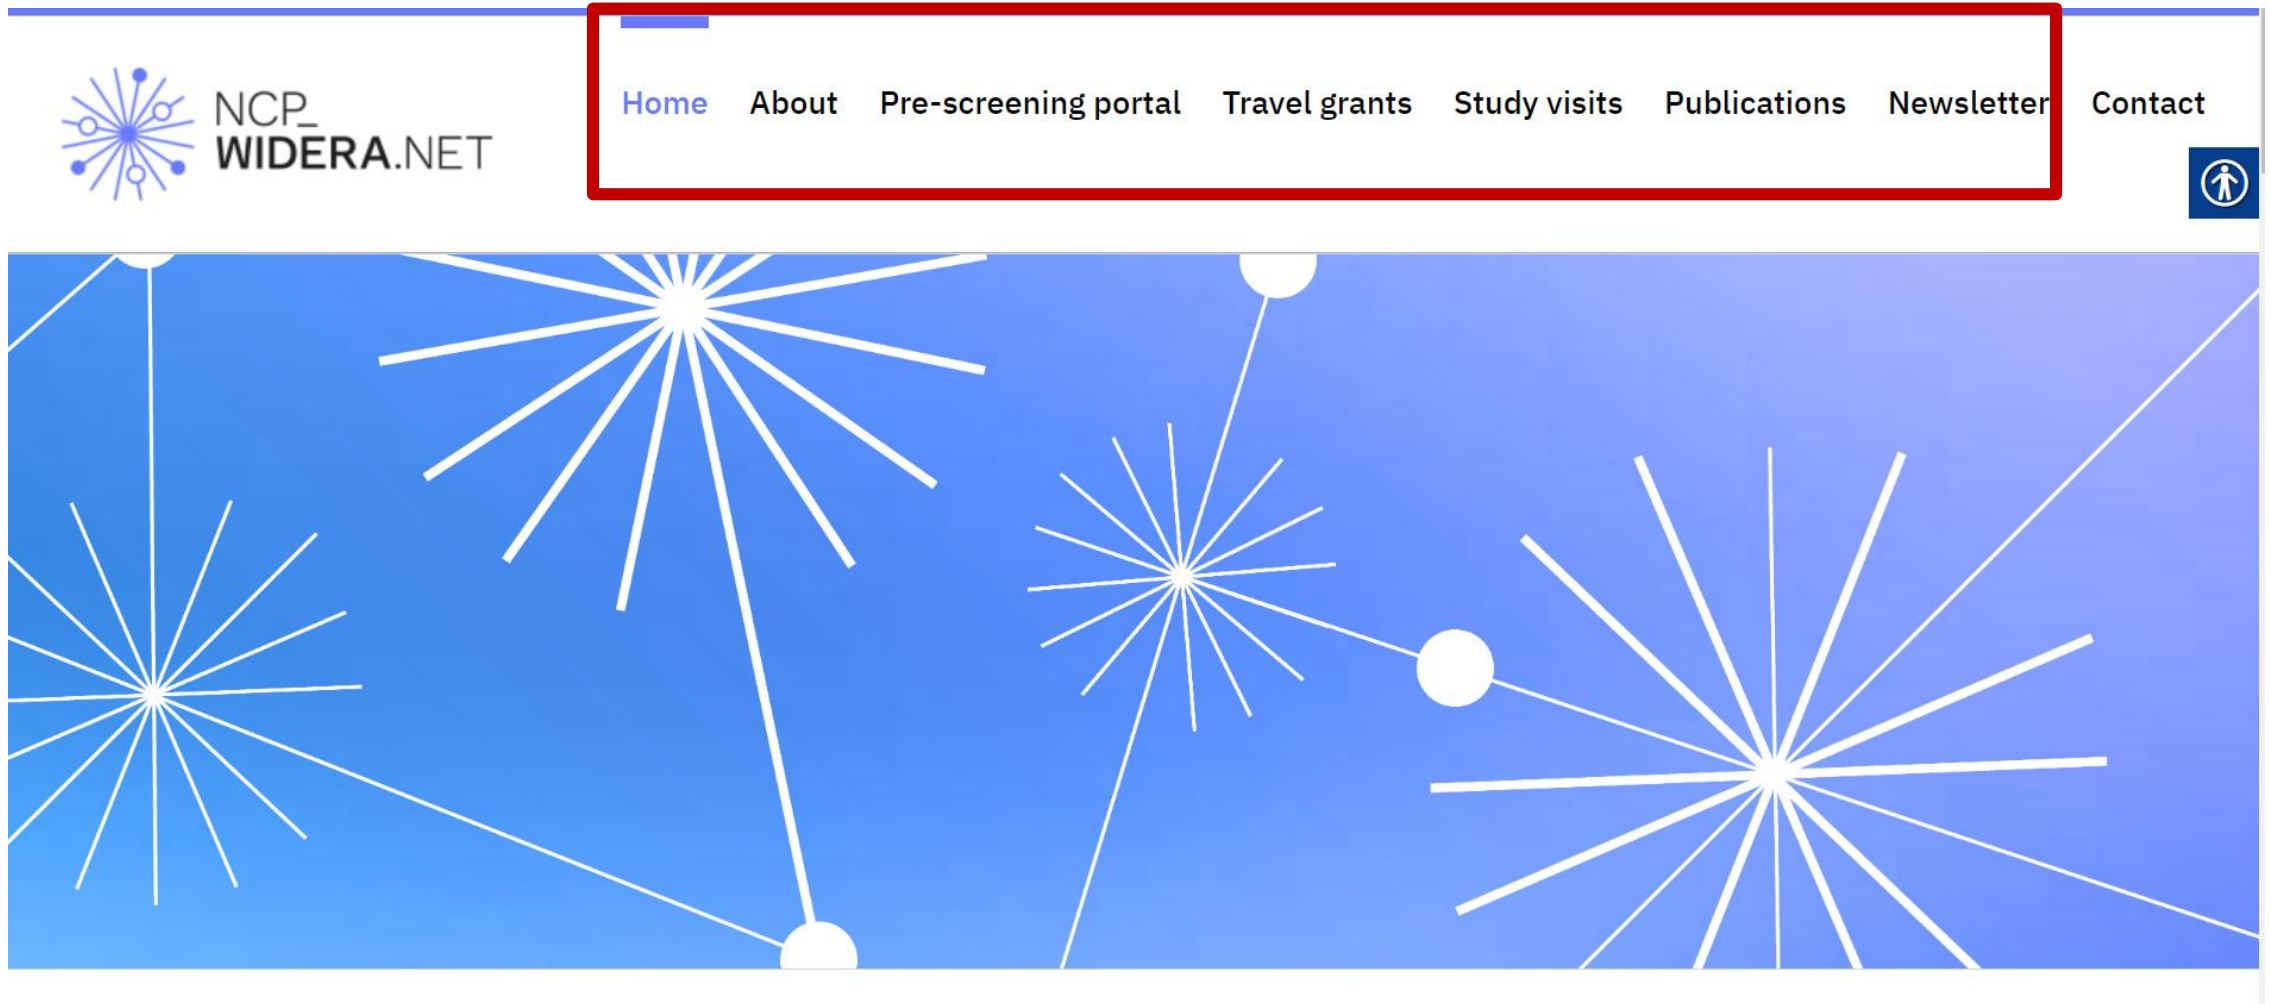 NCP_
WIDERA.NET
Home About Pre-screening portal Travel grants Study visits Publications Newsletter Contact